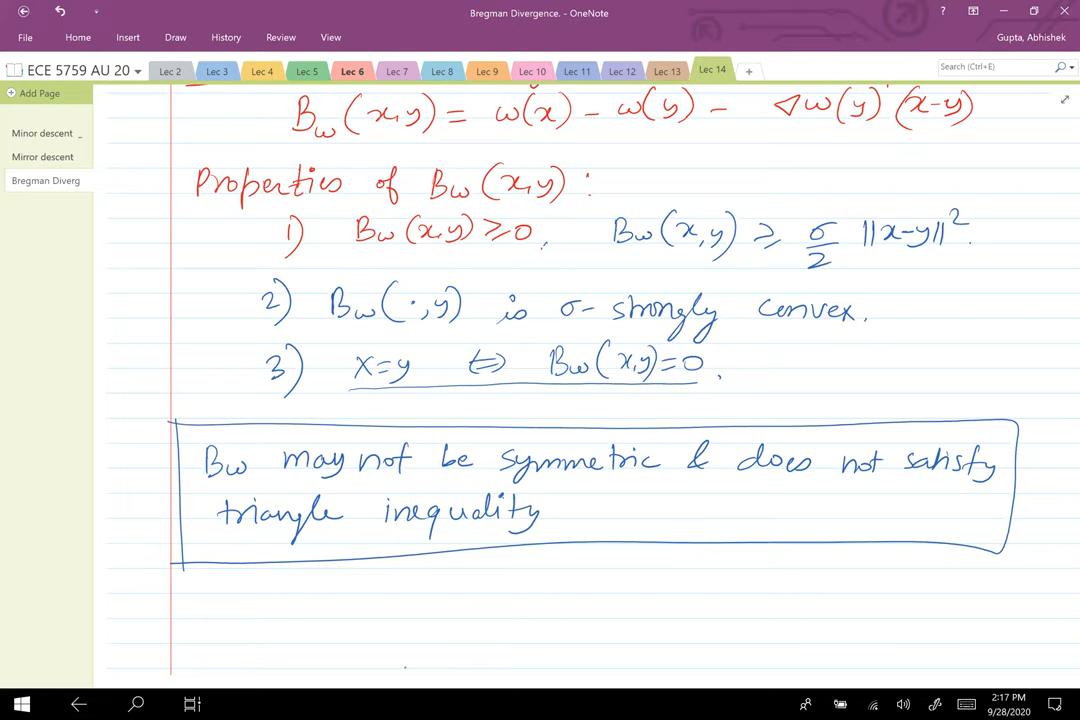 Bregman Divergence. - OneNote
File Home Insert Draw History Review View Gupta, Abhishek
ECE 5759 AU 20 Lec 2 Lec 3 Lec 4 Lec 5 Lec 6 Lec 7 Lec 8 Lec 9 Lec 10 Lec 11 Lec 12 Lec 13 Lec 14 + Search (Ctrl+E)
Add Page
Minor descent
Mirror descent
Bregman Diverg
Bω(x,y) = ω(x) - ω(y) - ∇ω(y)'(x-y)
Properties of Bω(x,y) :
1) Bω(x,y) ≥ 0, Bω(x,y) ≥ σ/2 ||x-y||².
2) Bω(·,y) is σ- strongly convex.
3) x=y ⇔ Bω(x,y)=0.
Bω may not be symmetric & does not satisfy
triangle inequality
2:17 PM
9/28/2020